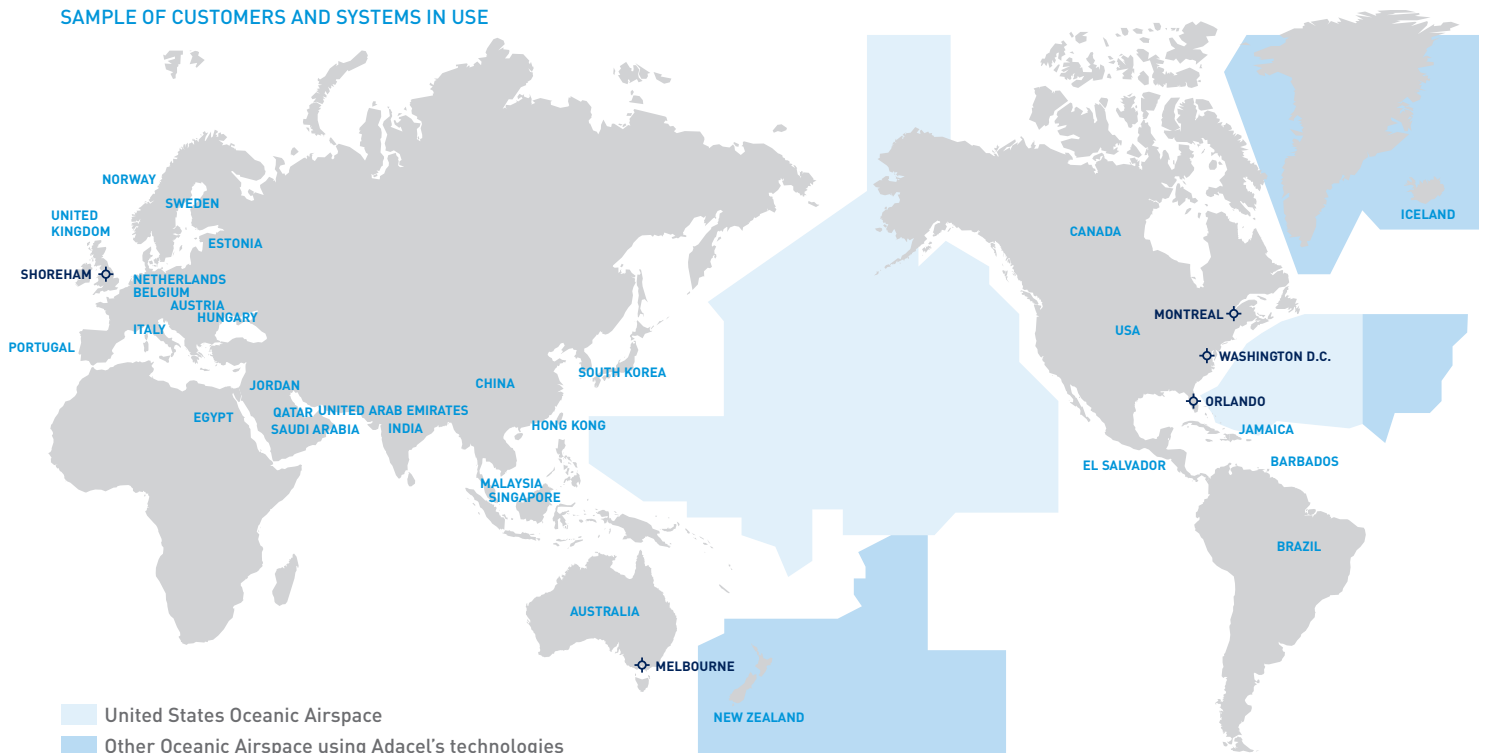 SAMPLE OF CUSTOMERS AND SYSTEMS IN USE
NORWAY
SWEDEN
UNITED
KINGDOM
ESTONIA
SHOREHAM
NETHERLANDS
BELGIUM
AUSTRIA
HUNGARY
ITALY
PORTUGAL
JORDAN
EGYPT
QATAR
UNITED ARAB EMIRATES
SAUDI ARABIA
INDIA
CHINA
SOUTH KOREA
HONG KONG
MALAYSIA
SINGAPORE
AUSTRALIA
MELBOURNE
NEW ZEALAND
CANADA
ICELAND
MONTREAL
USA
WASHINGTON D.C.
ORLANDO
JAMAICA
EL SALVADOR
BARBADOS
BRAZIL
United States Oceanic Airspace
Other Oceanic Airspace using Adacel's technologies